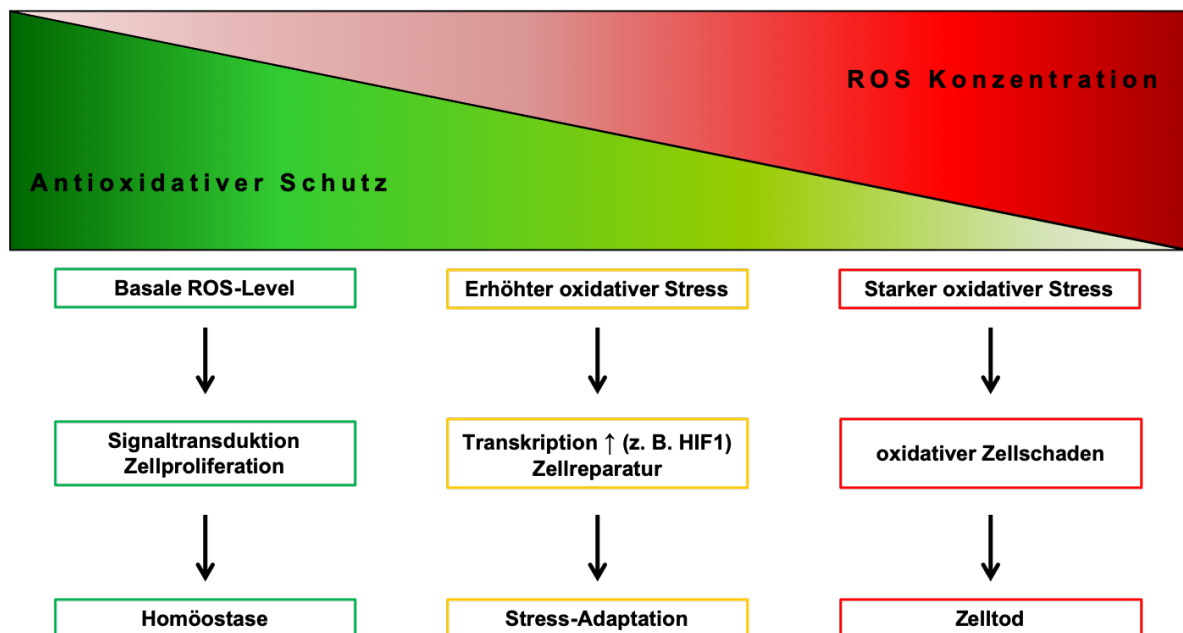 ROS Konzentration
Antioxidativer Schutz
Basale ROS-Level
Erhöhter oxidativer Stress
Starker oxidativer Stress
Signaltransduktion
Zellproliferation
Transkription ↑ (z. B. HIF1)
Zellreparatur
oxidativer Zellschaden
Homöostase
Stress-Adaptation
Zelltod